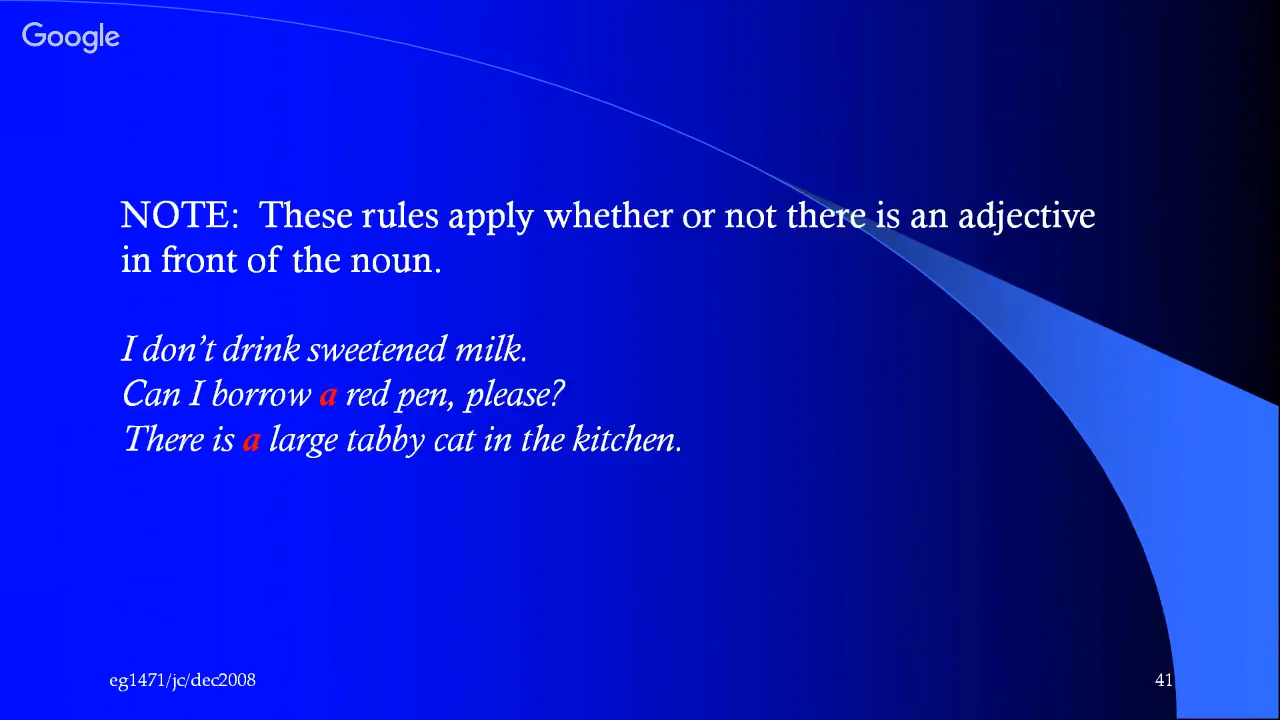 Google
NOTE:  These rules apply whether or not there is an adjective
in front of the noun.
I don’t drink sweetened milk.
Can I borrow a red pen, please?
There is a large tabby cat in the kitchen.
eg1471/jc/dec2008
41